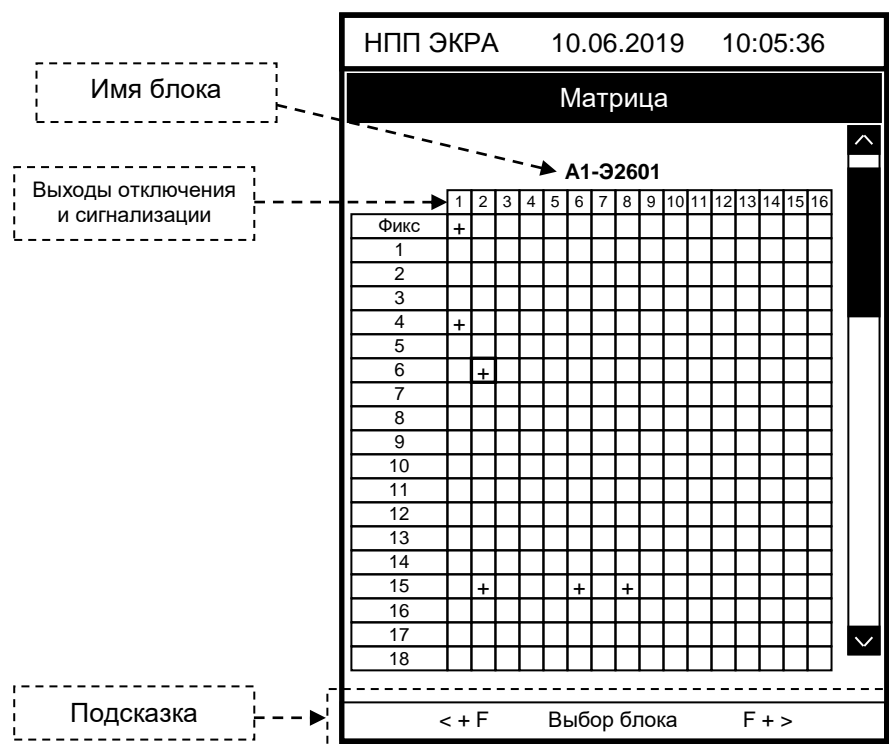 НПП ЭКРА 10.06.2019 10:05:36
Имя блока
Матрица
А1-Э2601
Выходы отключения
и сигнализации
1 2 3 4 5 6 7 8 9 10 11 12 13 14 15 16
Фикс +
1
2
3
4 +
5
6 +
7
8
9
10
11
12
13
14
15 + + +
16
17
18
Подсказка
< + F Выбор блока F + >